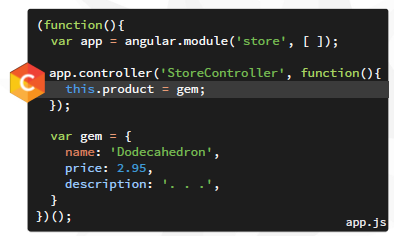 (function(){
  var app = angular.module('store', [ ]);

  app.controller('StoreController', function(){
    this.product = gem;
  });

  var gem = {
    name: 'Dodecahedron',
    price: 2.95,
    description: '. . .',
  }
})();
app.js
C